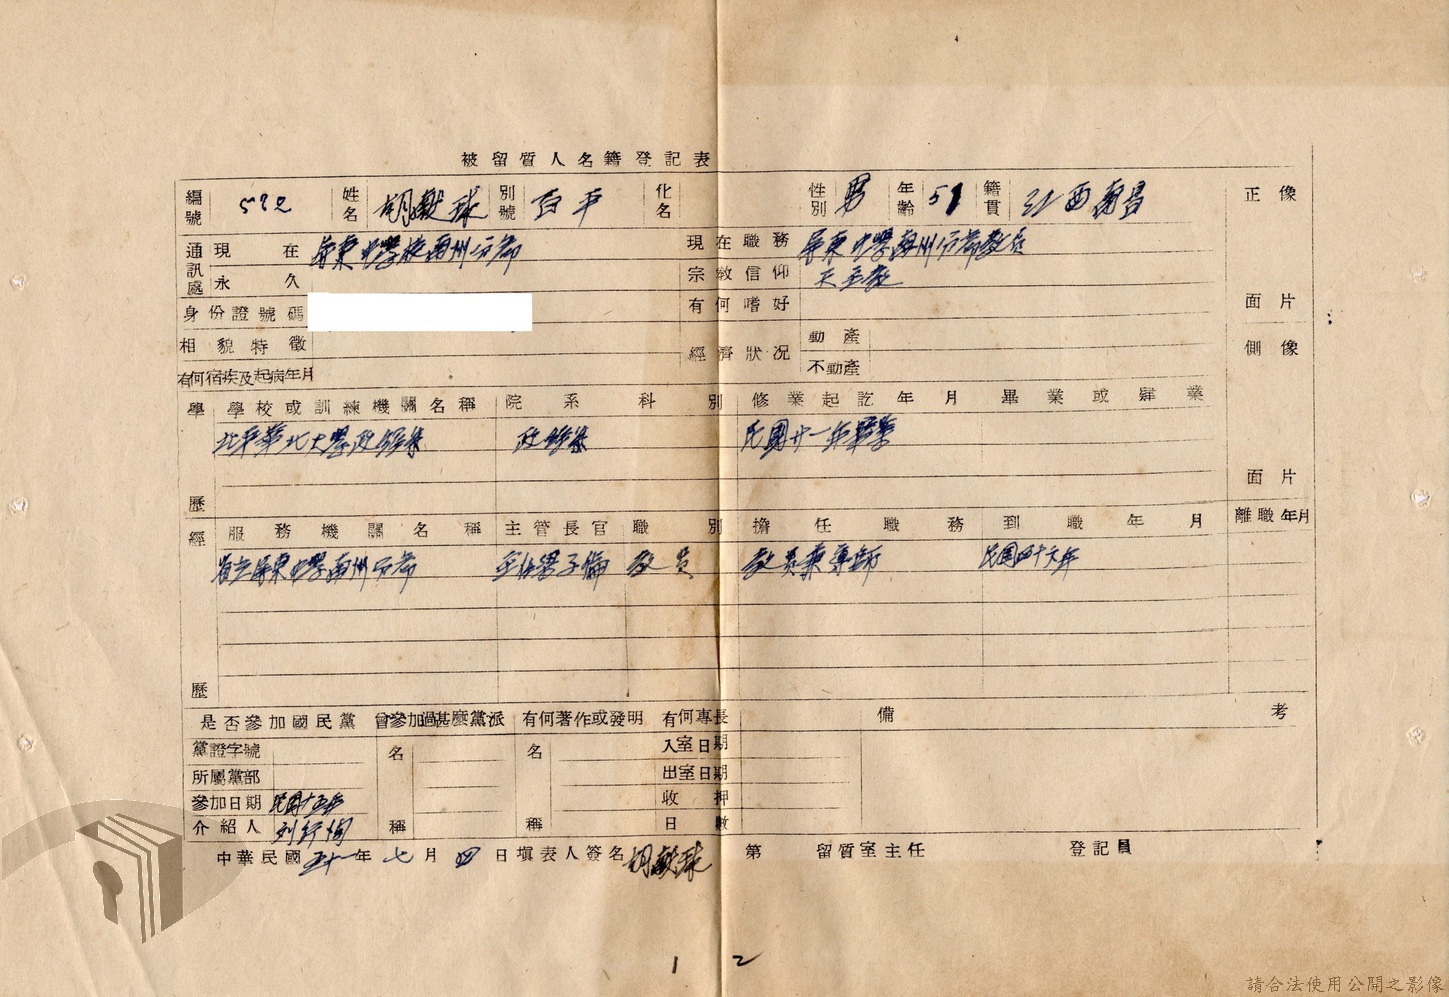 被留質人名籍登記表
編號 572 姓名 胡獻球 別號 百平 化名 性別 男 年齡 51 籍貫 江西南昌 正像
通訊處 現在 屏東中學校南州分部 現在職務 屏東中學南州分部教員
永久 宗教信仰 天主教
身份證號碼 有何嗜好 面片
相貌特徵 經濟狀況 動產 側像
有何宿疾及起病年月 不動產
學歷 學校或訓練機關名稱 院系科別 修業起訖年月 畢業或肄業
北平華北大學政經系 政經系 民國廿一年畢業
面片
經歷 服務機關名稱 主管長官 職別 擔任職務 到職年月 離職年月
省立屏東中學南州分部 主任 子倫 教員 教員兼導師 民國四十六年
是否參加國民黨 曾參加過甚麼黨派 有何著作或發明 有何專長 備考
黨證字號 名稱 名稱 入室日期
所屬黨部 出室日期
參加日期 民國十五年 收押日數
介紹人
中華民國五十一年七月四日填表人簽名 胡獻球 第 留質室主任 登記員
1 2
請合法使用公開之影像